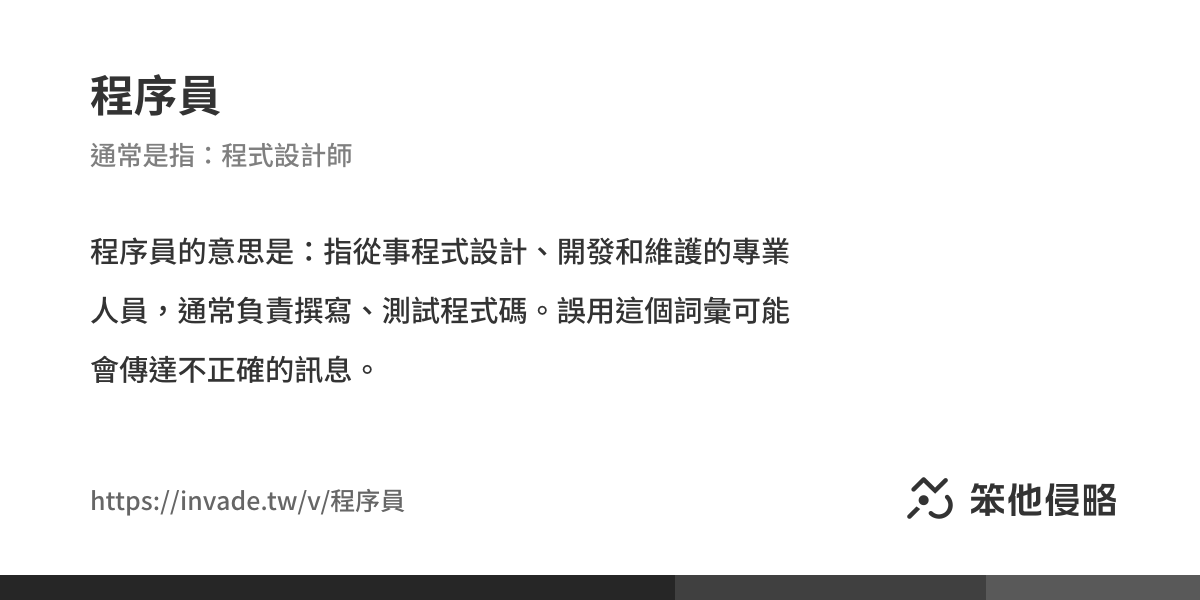 程序員
通常是指：程式設計師
程序員的意思是：指從事程式設計、開發和維護的專業
人員，通常負責撰寫、測試程式碼。誤用這個詞彙可能
會傳達不正確的訊息。
https://invade.tw/v/程序員
笨他侵略